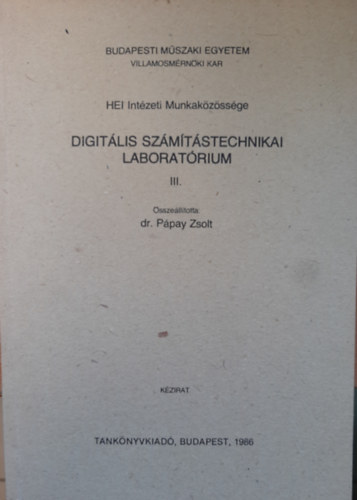 BUDAPESTI MŰSZAKI EGYETEM
VILLAMOSMÉRNÖKI KAR
HEI Intézeti Munkaközössége
DIGITÁLIS SZÁMÍTÁSTECHNIKAI
LABORATÓRIUM
III.
Összeállította:
dr. Pápay Zsolt
KÉZIRAT
TANKÖNYVKIADÓ, BUDAPEST, 1986